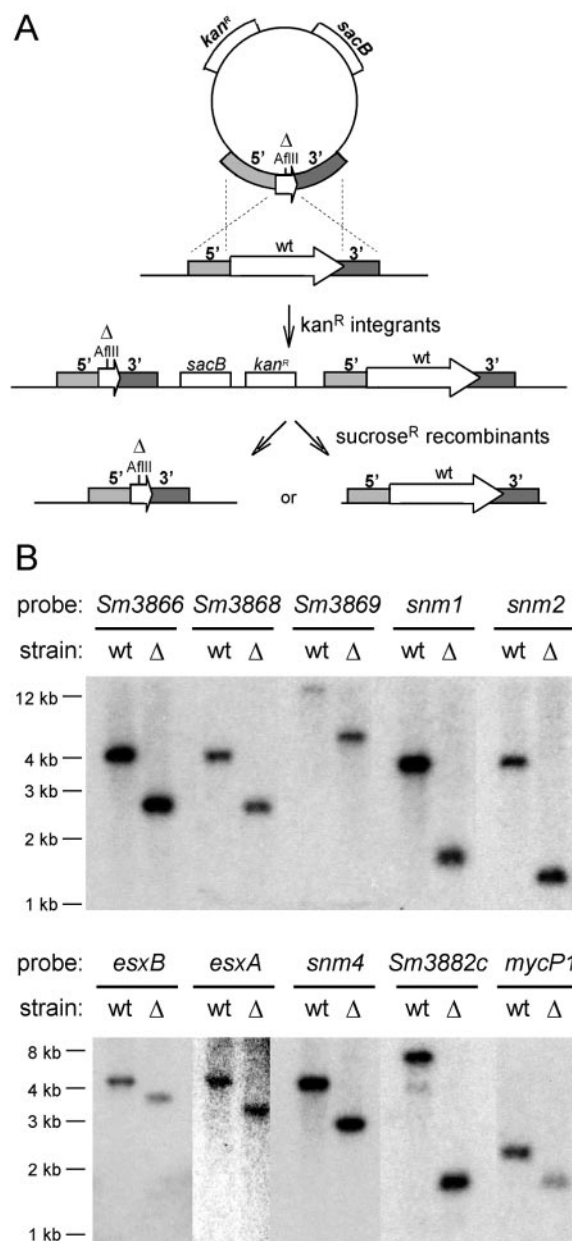 A
kanR sacB
Δ
5' AflII 3'
wt
5' 3'
kanR integrants
Δ
AflII wt
5' 3' sacB kanR 5' 3'
sucroseR recombinants
Δ
AflII wt
5' 3' or 5' 3'
B
probe: Sm3866 Sm3868 Sm3869 snm1 snm2
strain: wt Δ wt Δ wt Δ wt Δ wt Δ
12 kb
4 kb
3 kb
2 kb
1 kb
probe: esxB esxA snm4 Sm3882c mycP1
strain: wt Δ wt Δ wt Δ wt Δ wt Δ
8 kb
4 kb
3 kb
2 kb
1 kb